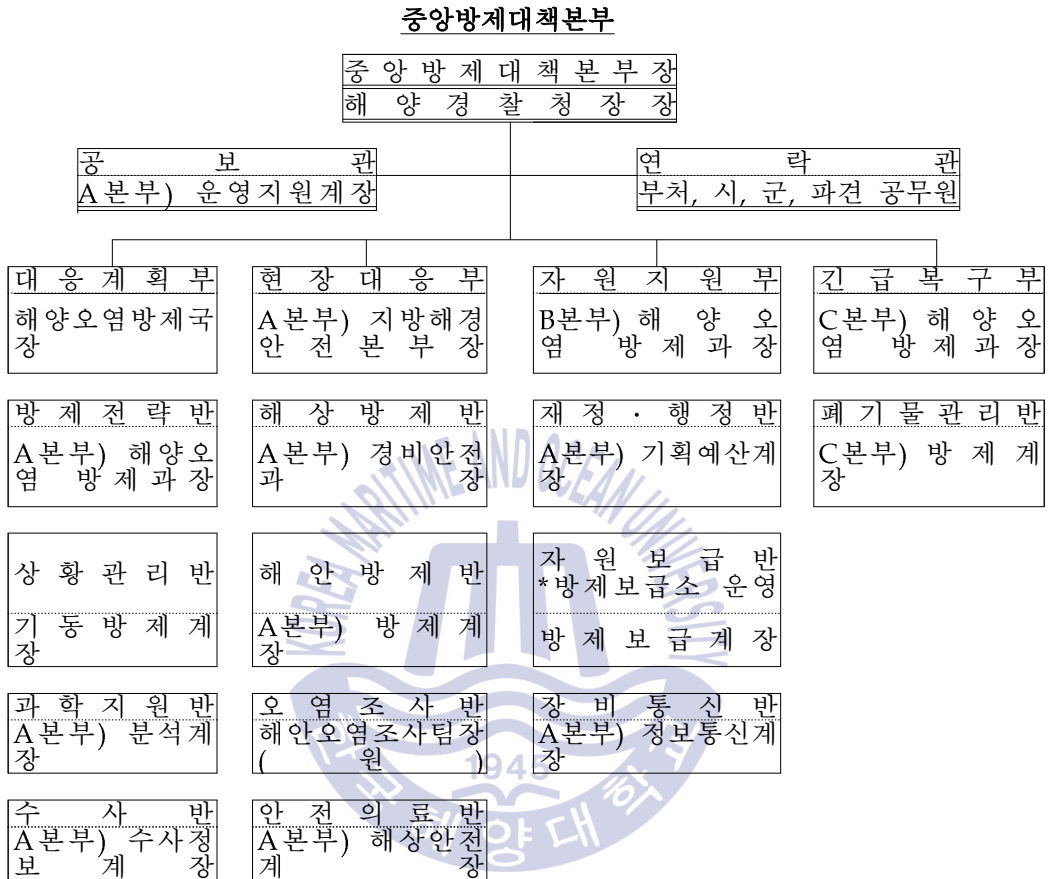 중앙방제대책본부
중앙방제대책본부장
해양경찰청장장
공보관
A본부) 운영지원계장
연락관
부처, 시, 군, 파견 공무원
대응계획부
해양오염방제국
장
현장대응부
A본부) 지방해경
안전본부장
자원지원부
B본부) 해양오
염 방제과장
긴급복구부
C본부) 해양오
염 방제과장
방제전략반
A본부) 해양오
염 방제과장
해상방제반
A본부) 경비안전
과장
재정·행정반
A본부) 기획예산계
장
폐기물관리반
C본부) 방제계
장
상황관리반
기동방제계
장
해안방제반
A본부) 방제계
장
자원보급반
*방제보급소 운영
방제보급계장
과학지원반
A본부) 분석계
장
오염조사반
해안오염조사팀장
(원)
장비통신반
A본부) 정보통신계
장
수사반
A본부) 수사정
보계장
안전의료반
A본부) 해상안전
계장
KOREA MARITIME AND OCEAN UNIVERSITY
1945
한국해양대학교